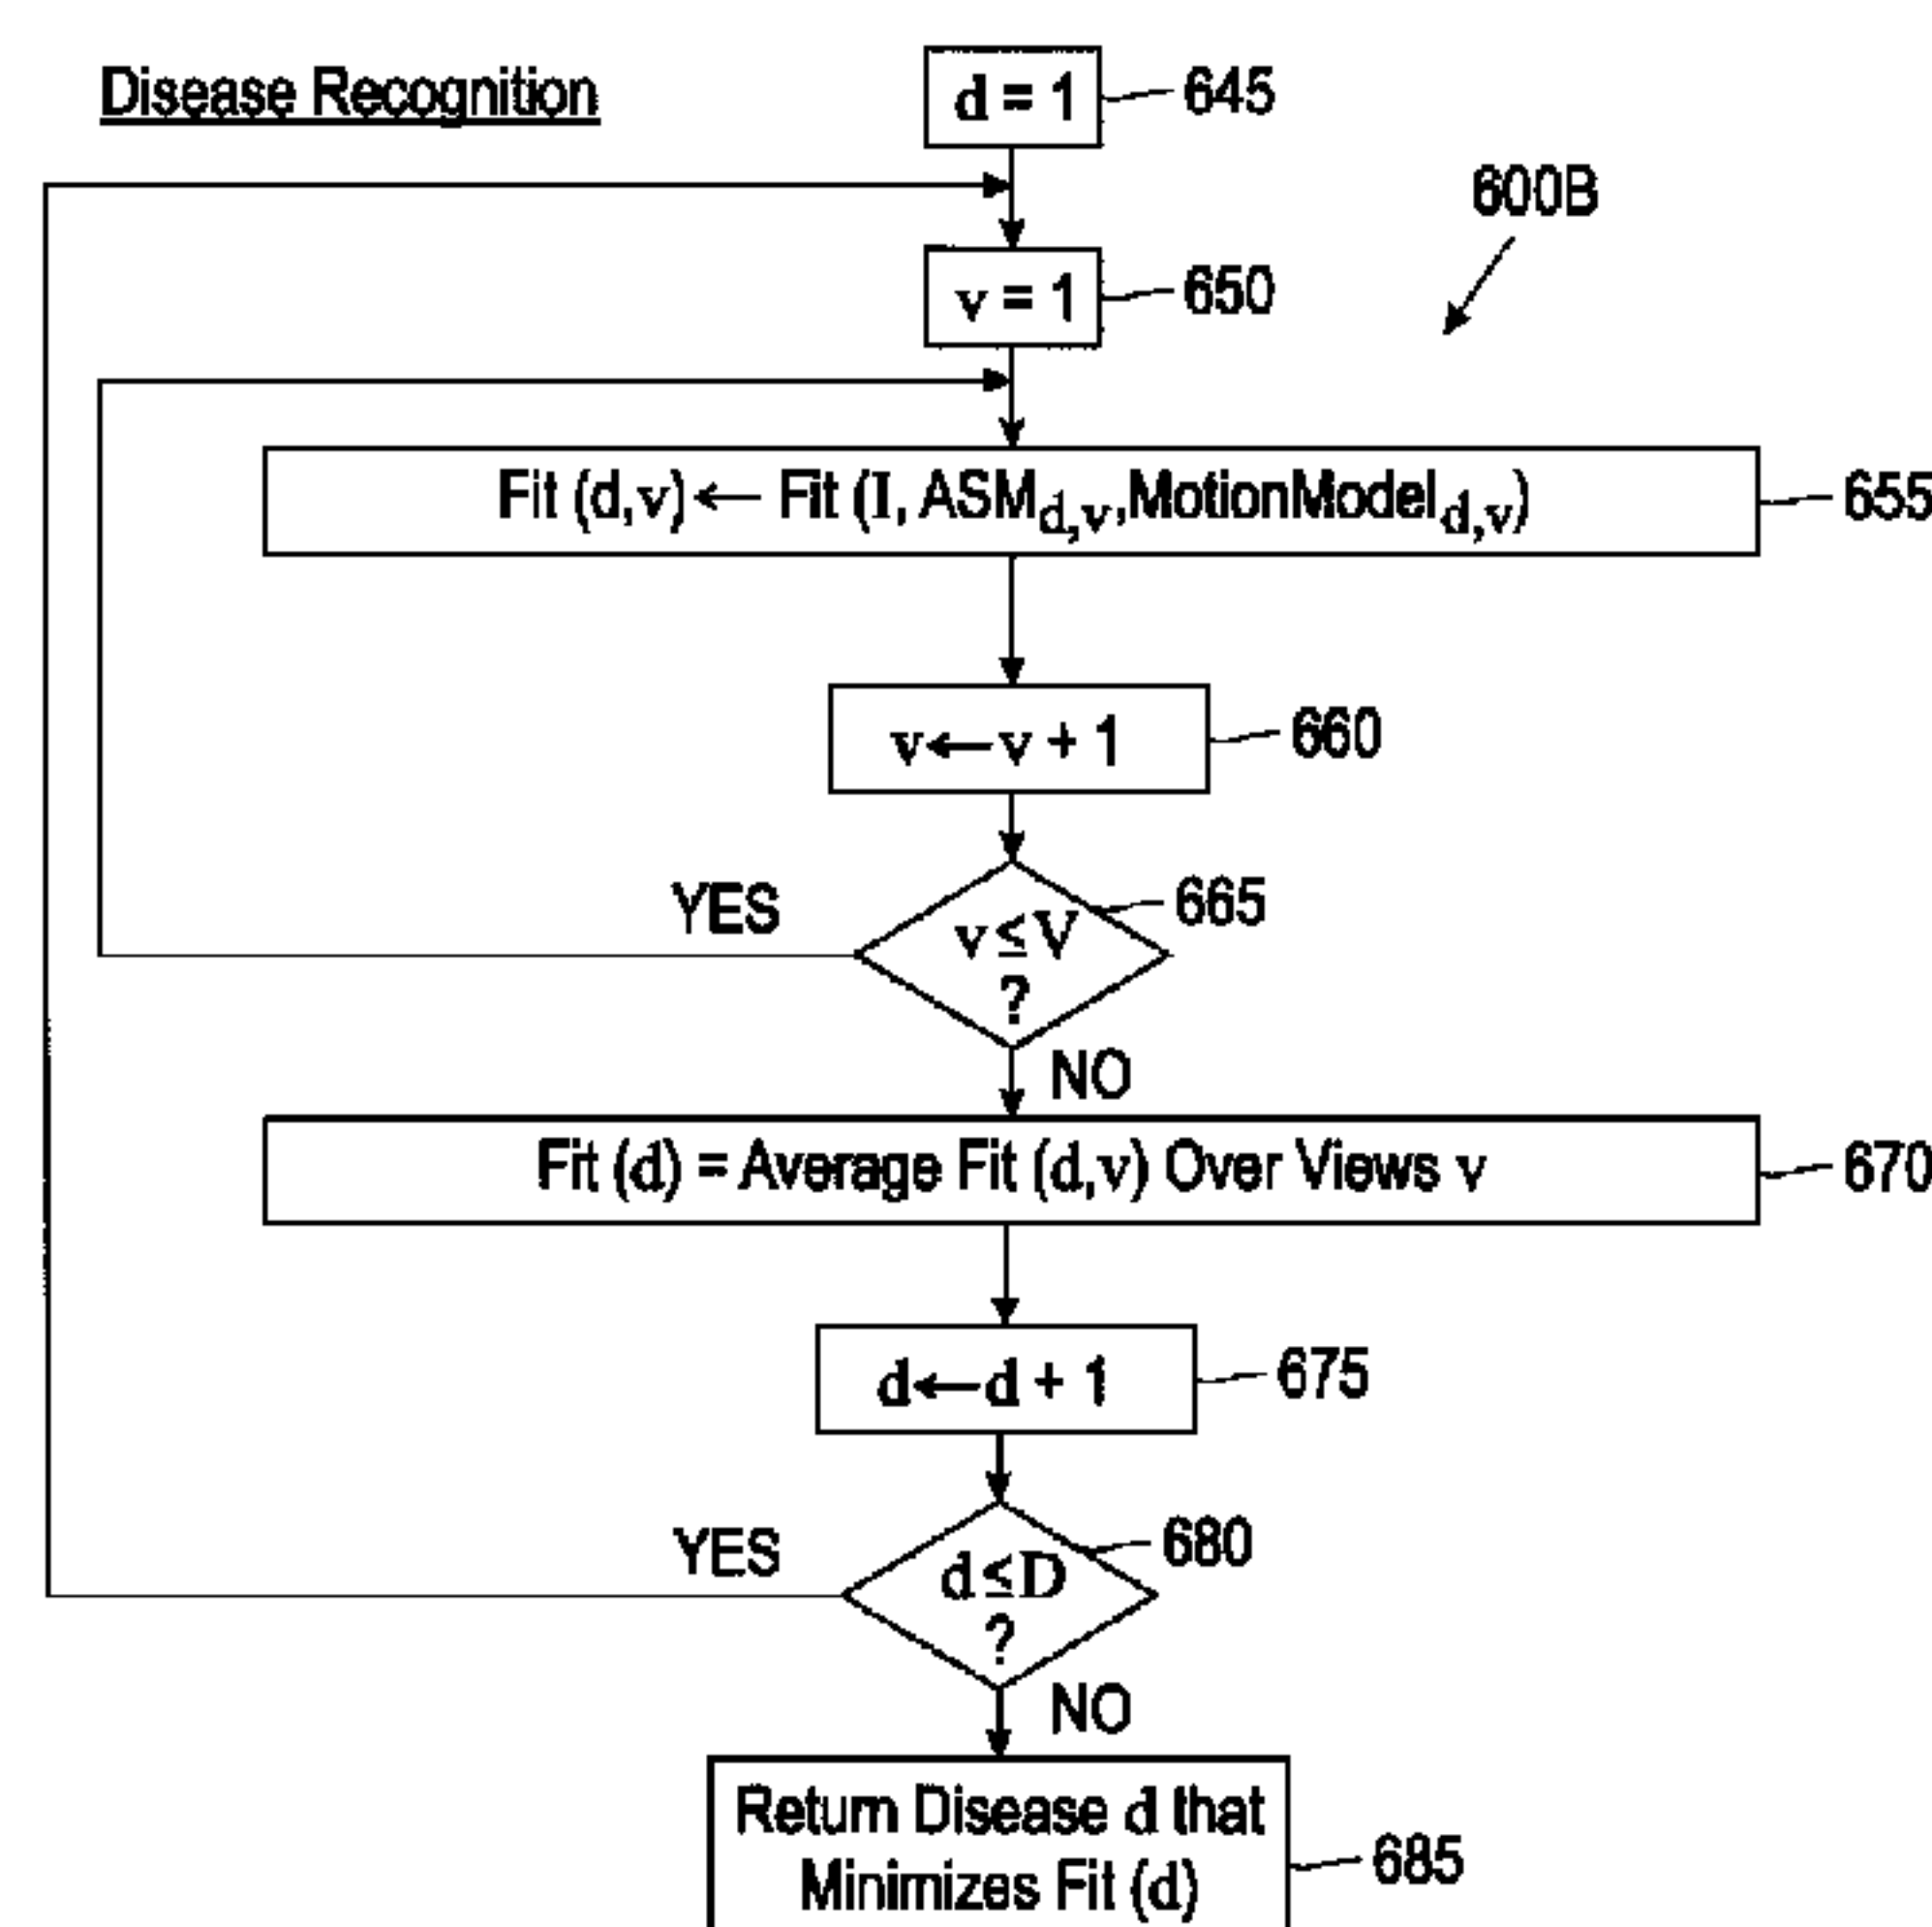 Disease Recognition
d = 1
645
600B
v = 1
650
Fit (d,v) ← Fit (I, ASMd,v,MotionModeld,v)
655
v ← v + 1
660
YES
v ≤ V
?
665
NO
Fit (d) = Average Fit (d,v) Over Views v
670
d ← d + 1
675
YES
d ≤ D
?
680
NO
Return Disease d that
Minimizes Fit (d)
685